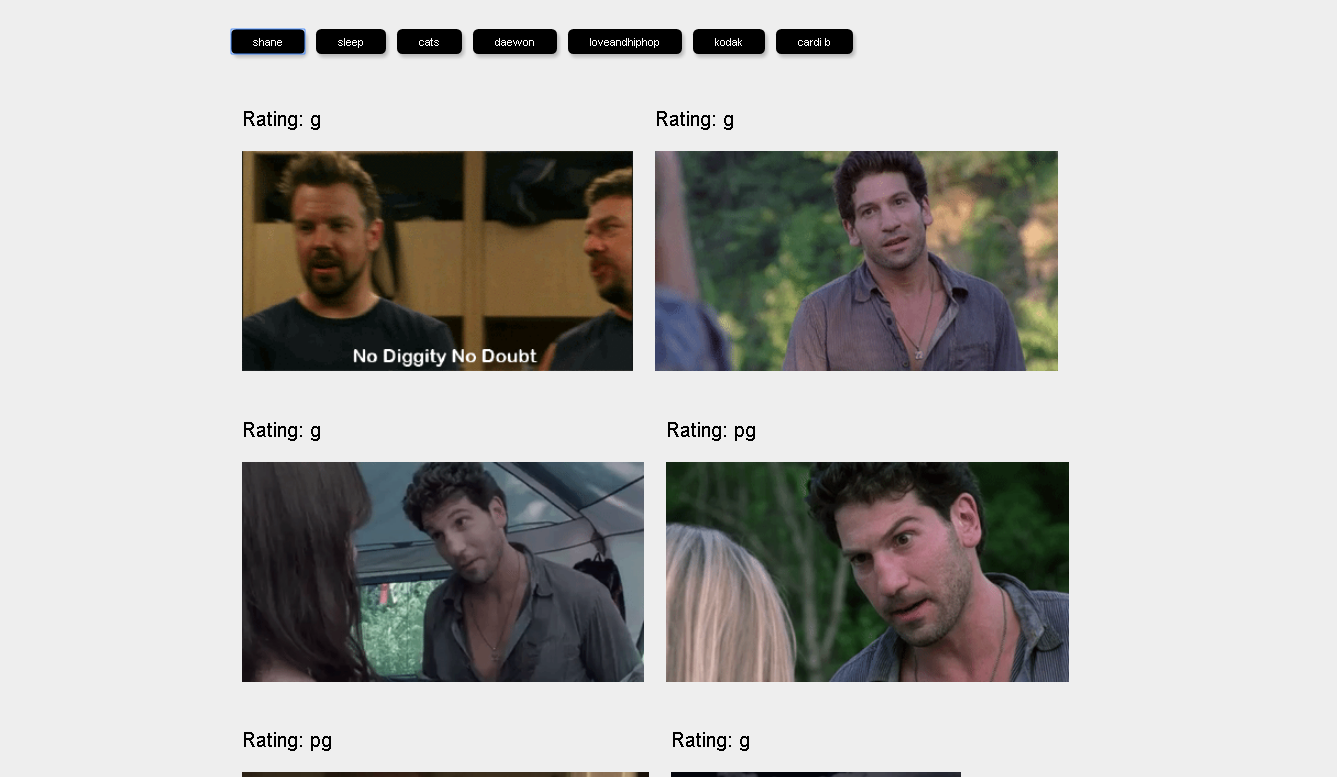 shane sleep cats daewon loveandhiphop kodak cardi b
Rating: g Rating: g
No Diggity No Doubt
Rating: g Rating: pg
Rating: pg Rating: g